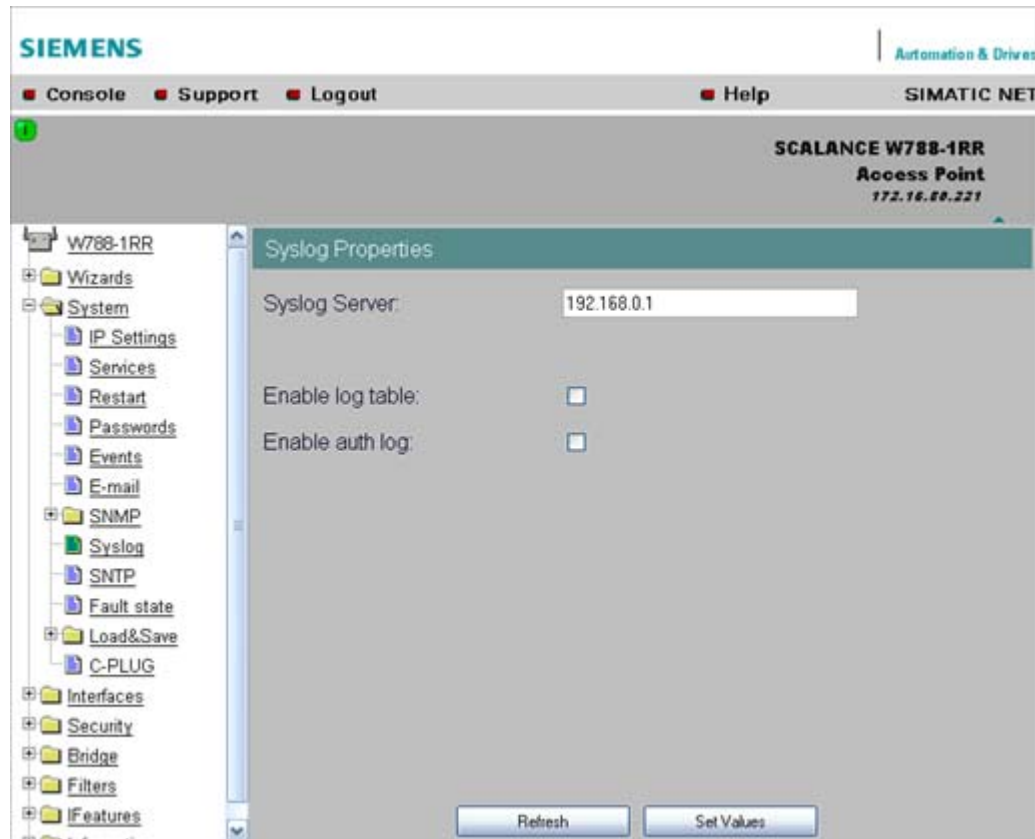 SIEMENS
Automation & Drives
Console Support Logout Help SIMATIC NET
SCALANCE W788-1RR
Access Point
172.16.80.221
W788-1RR
Wizards
System
IP Settings
Services
Restart
Passwords
Events
E-mail
SNMP
Syslog
SNTP
Fault state
Load&Save
C-PLUG
Interfaces
Security
Bridge
Filters
IFeatures
Syslog Properties
Syslog Server: 192.168.0.1
Enable log table:
Enable auth log:
Refresh Set Values